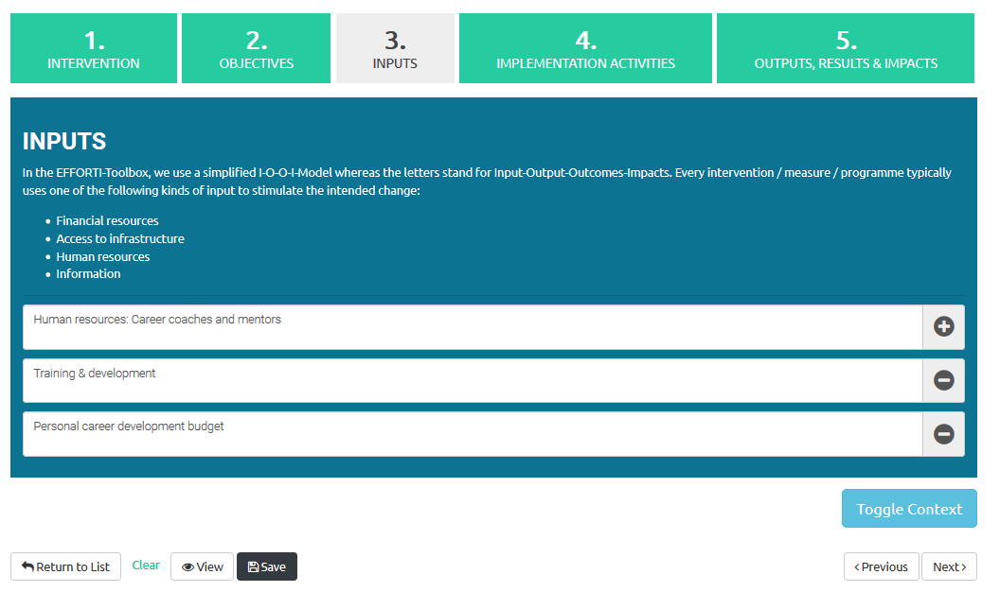 1.
INTERVENTION
2.
OBJECTIVES
3.
INPUTS
4.
IMPLEMENTATION ACTIVITIES
5.
OUTPUTS, RESULTS & IMPACTS
INPUTS
In the EFFORTI-Toolbox, we use a simplified I-O-O-I-Model whereas the letters stand for Input-Output-Outcomes-Impacts. Every intervention / measure / programme typically
uses one of the following kinds of input to stimulate the intended change:
• Financial resources
• Access to infrastructure
• Human resources
• Information
Human resources: Career coaches and mentors
Training & development
Personal career development budget
Toggle Context
Return to List
Clear
View
Save
Previous
Next